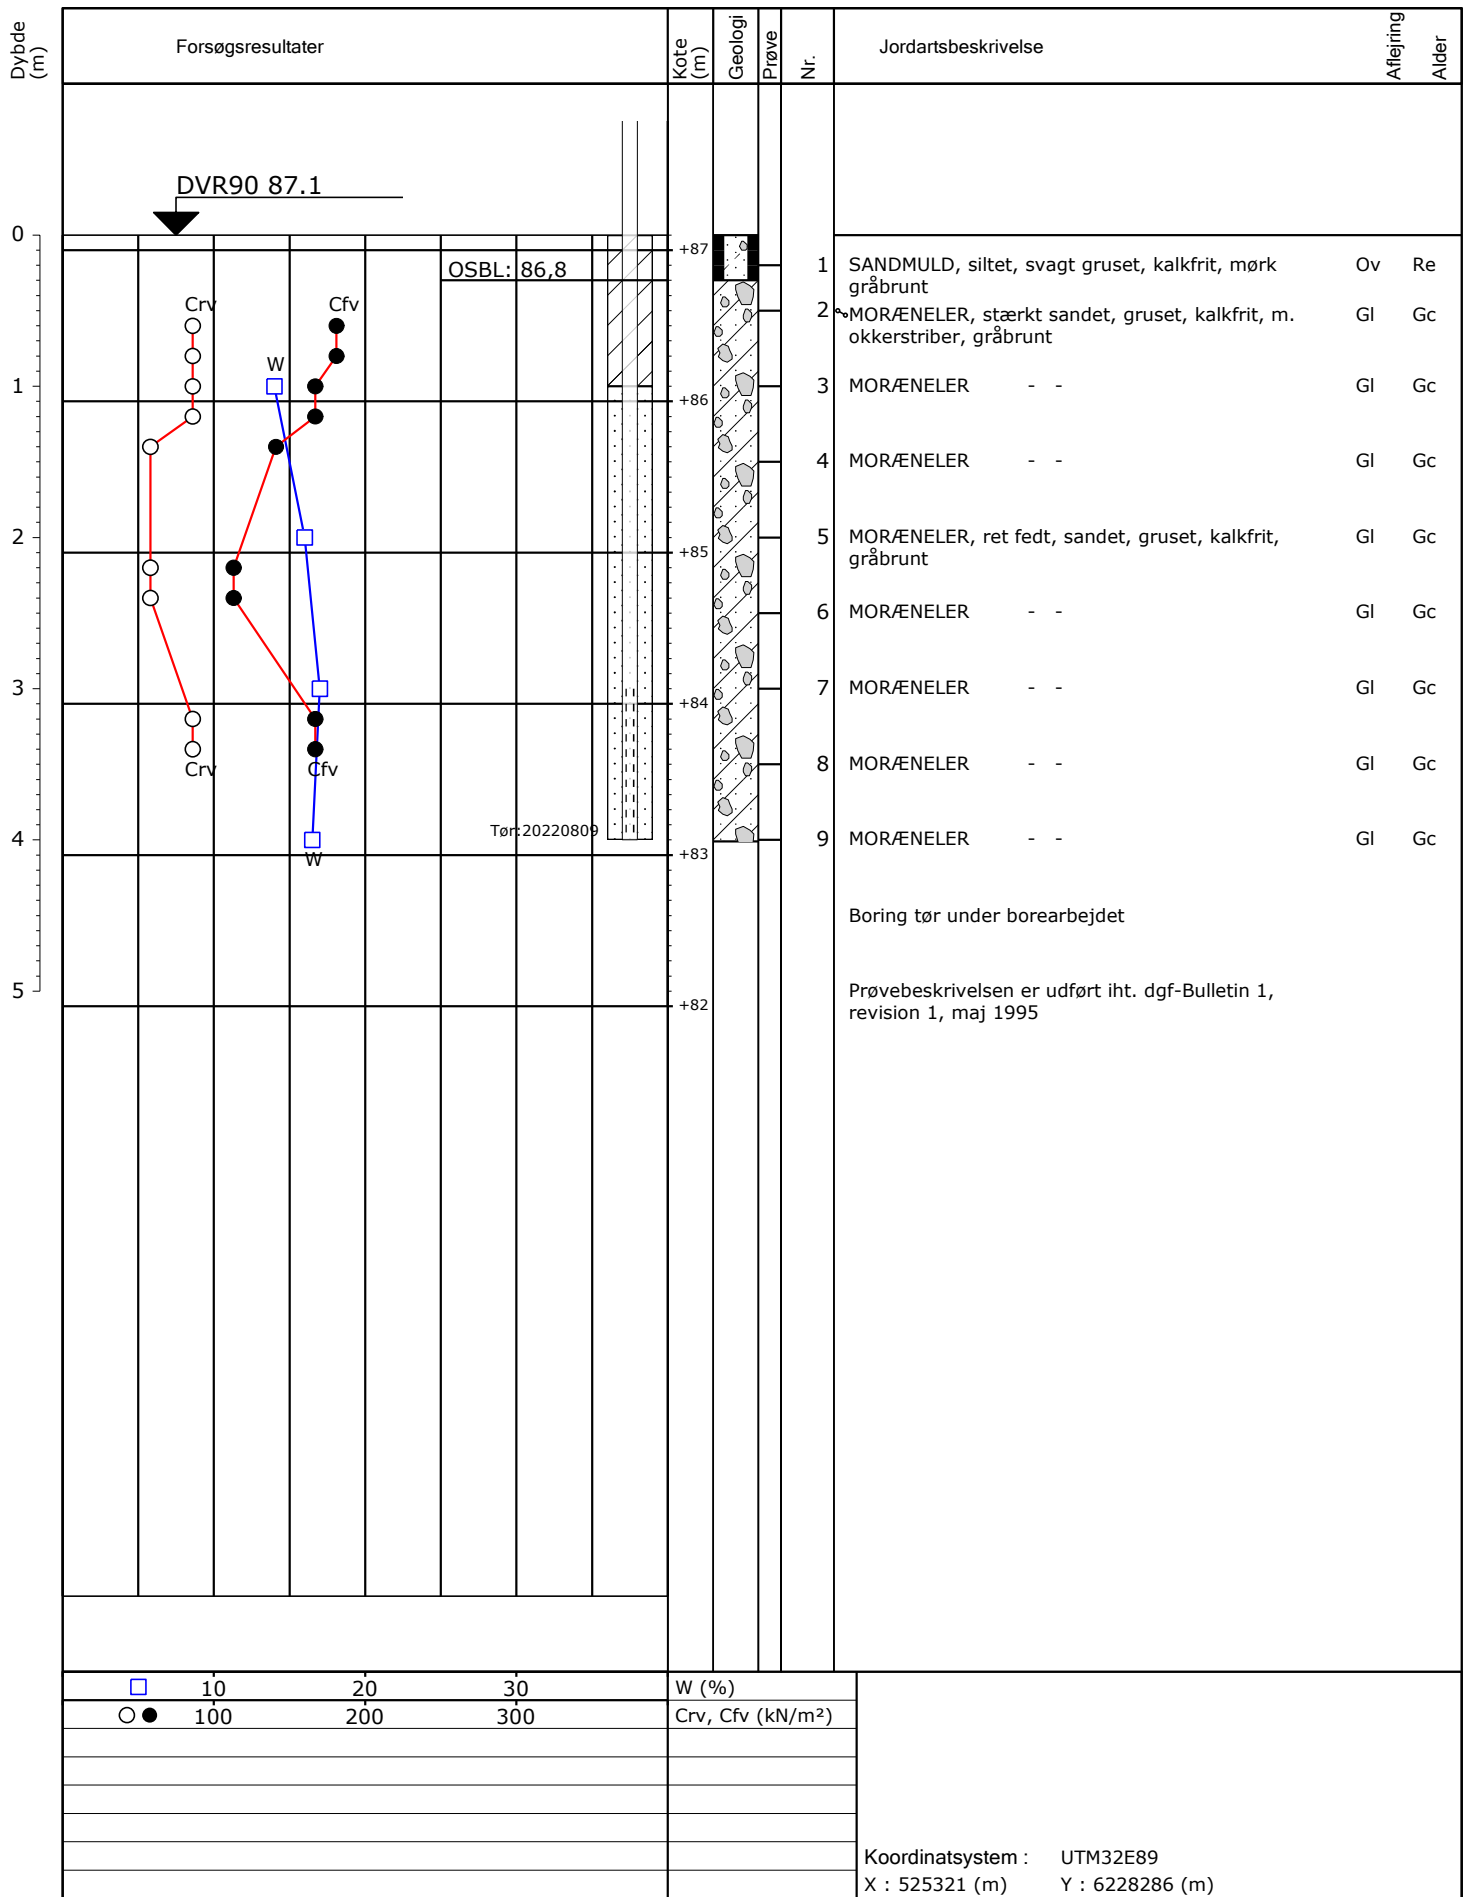 Dybde (m)
Forsøgsresultater
Kote (m)
Geologi
Prøve
Nr.
Jordartsbeskrivelse
Aflejring
Alder
DVR90 87.1
0
+87
OSBL: 86,8
1 SANDMULD, siltet, svagt gruset, kalkfrit, mørk Ov Re
gråbrunt
Crv Cfv
2 MORÆNELER, stærkt sandet, gruset, kalkfrit, m. Gl Gc
okkerstriber, gråbrunt
W
1
3 MORÆNELER - - Gl Gc
+86
4 MORÆNELER - - Gl Gc
2
5 MORÆNELER, ret fedt, sandet, gruset, kalkfrit, Gl Gc
gråbrunt
+85
6 MORÆNELER - - Gl Gc
3
7 MORÆNELER - - Gl Gc
+84
Crv Cfv
8 MORÆNELER - - Gl Gc
Tør:20220809
4
9 MORÆNELER - - Gl Gc
+83
W
Boring tør under borearbejdet
5
Prøvebeskrivelsen er udført iht. dgf-Bulletin 1,
revision 1, maj 1995
+82
10 20 30 W (%)
100 200 300 Crv, Cfv (kN/m²)
Koordinatsystem : UTM32E89
X : 525321 (m) Y : 6228286 (m)